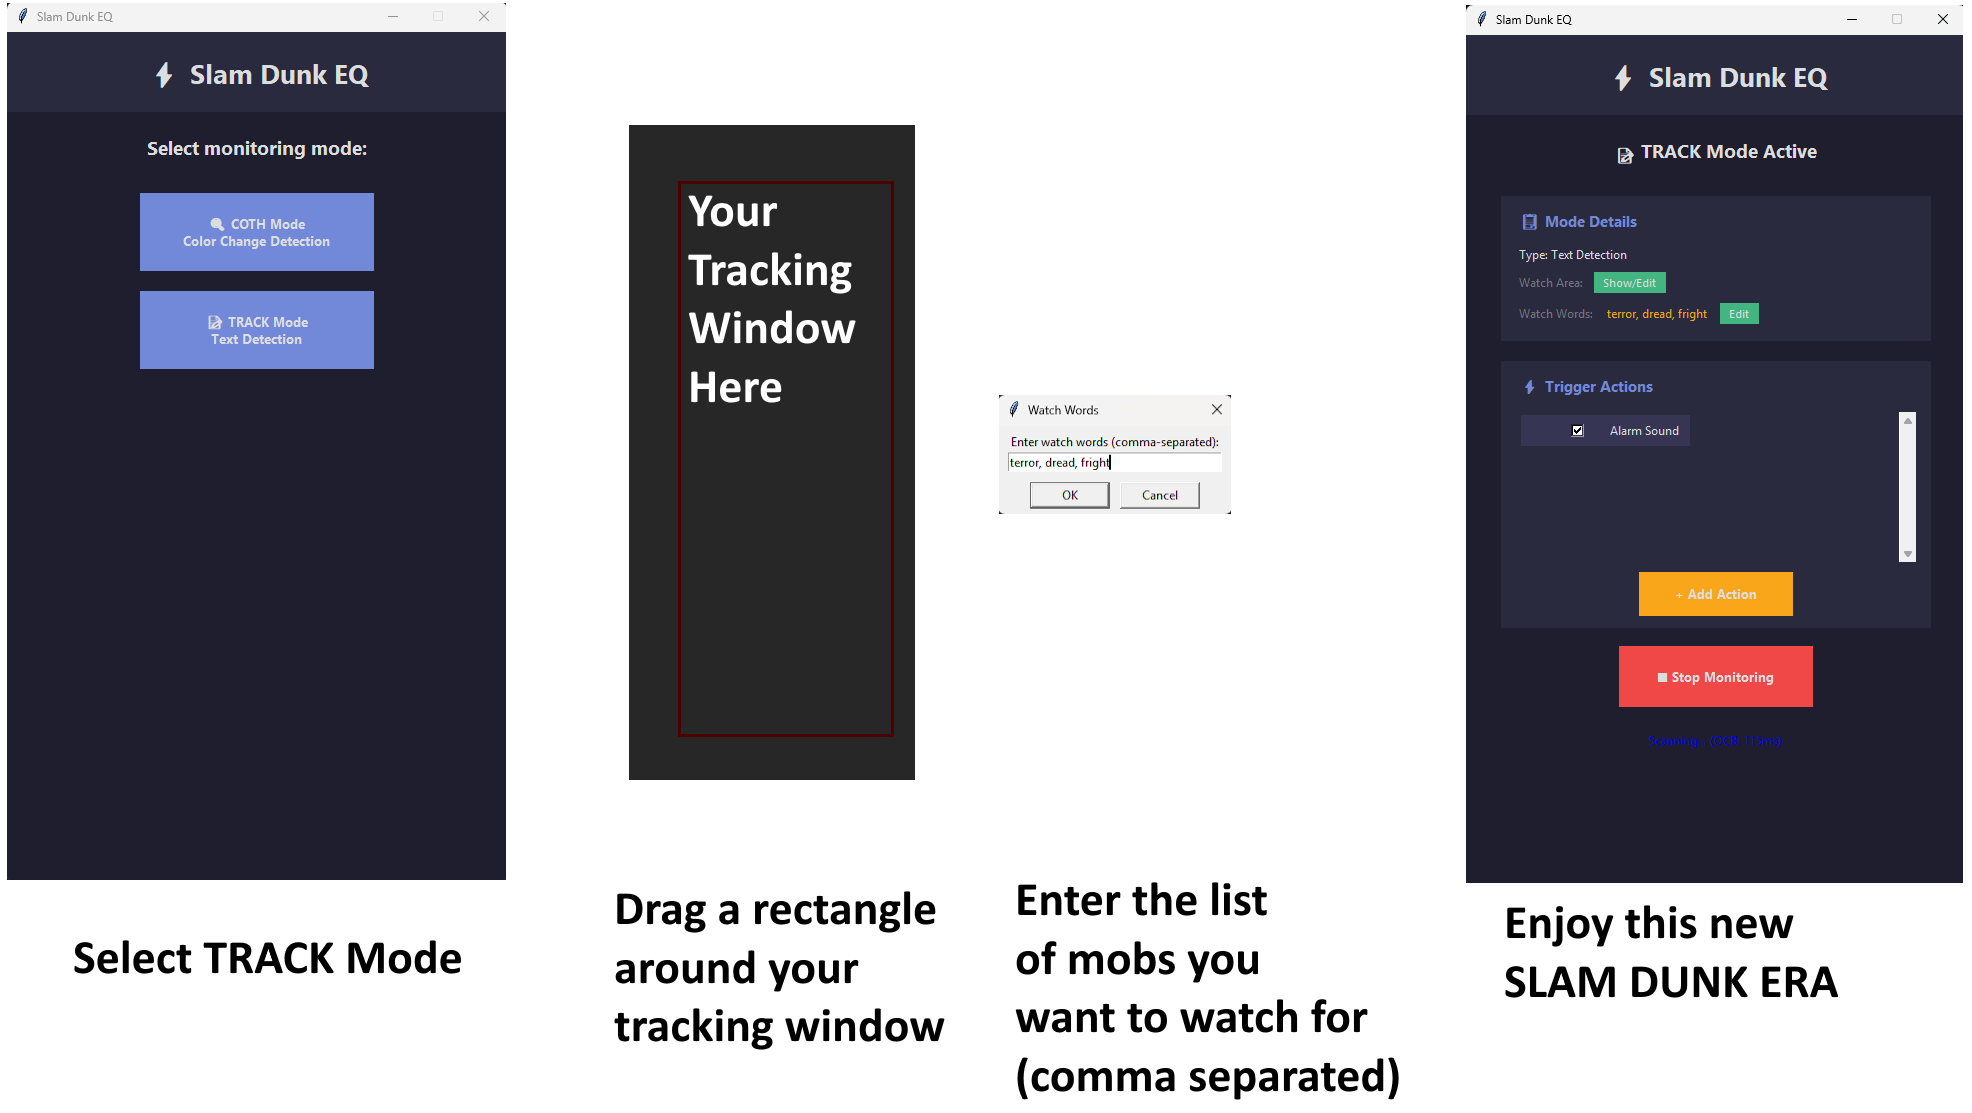 Slam Dunk EQ
Slam Dunk EQ
Select monitoring mode:
COTH Mode
Color Change Detection
TRACK Mode
Text Detection
Select TRACK Mode
Your
Tracking
Window
Here
Drag a rectangle
around your
tracking window
Watch Words
Enter watch words (comma-separated):
terror, dread, fright
OK Cancel
Enter the list
of mobs you
want to watch for
(comma separated)
Slam Dunk EQ
Slam Dunk EQ
TRACK Mode Active
Mode Details
Type: Text Detection
Watch Area: Show/Edit
Watch Words: terror, dread, fright Edit
Trigger Actions
Alarm Sound
+ Add Action
Stop Monitoring
Scanning... (OCR: 115ms)
Enjoy this new
SLAM DUNK ERA